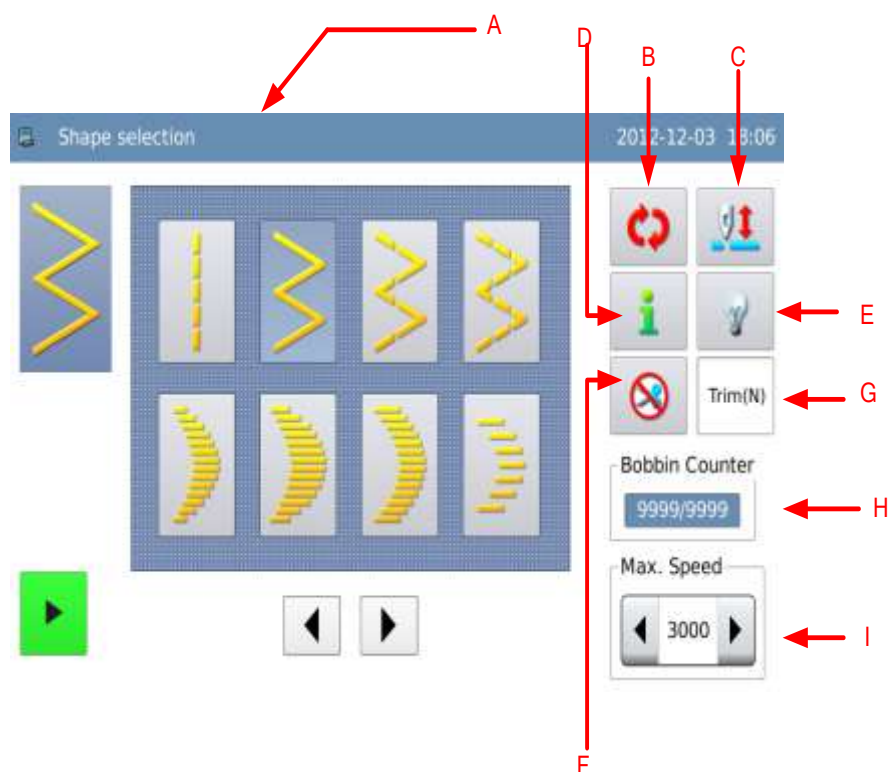 A
D
B
C
Shape selection
2012-12-03 18:06
E
Trim(N)
G
Bobbin Counter
9999/9999
H
Max. Speed
3000
I
F